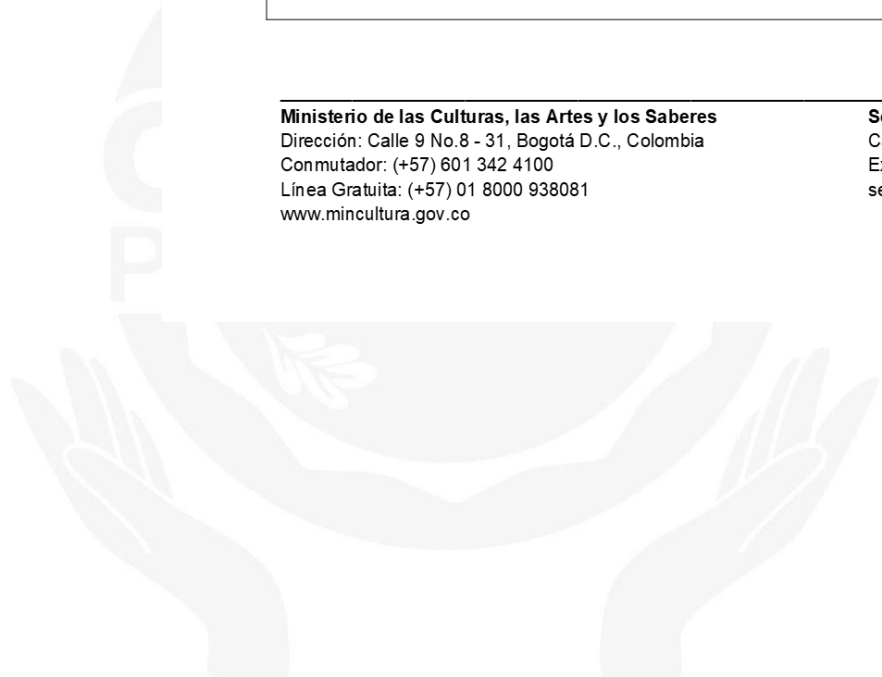 Ministerio de las Culturas, las Artes y los Saberes
Dirección: Calle 9 No.8 - 31, Bogotá D.C., Colombia
Conmutador: (+57) 601 342 4100
Línea Gratuita: (+57) 01 8000 938081
www.mincultura.gov.co